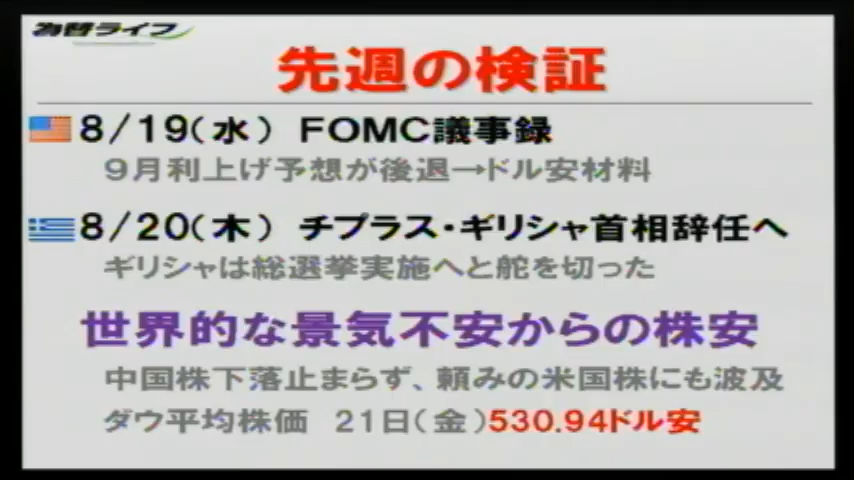 為替ライフ
先週の検証
8/19(水) FOMC議事録
9月利上げ予想が後退→ドル安材料
8/20(木) チプラス・ギリシャ首相辞任へ
ギリシャは総選挙実施へと舵を切った
世界的な景気不安からの株安
中国株下落止まらず、頼みの米国株にも波及
ダウ平均株価 21日(金)530.94ドル安